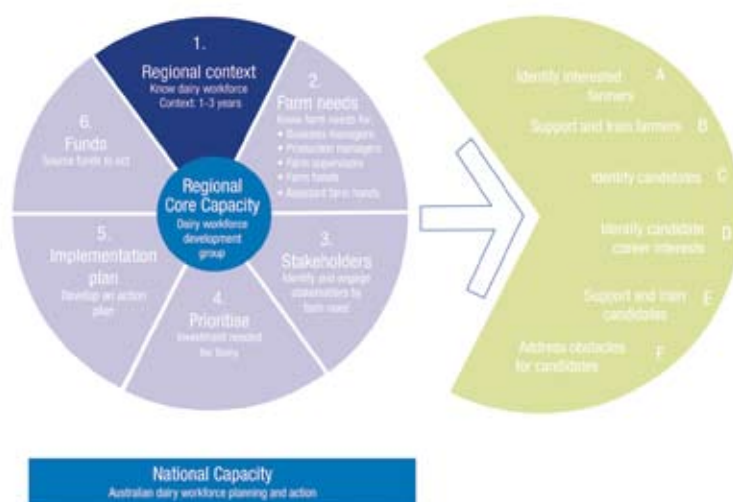 1.
Regional context
Know dairy workforce
Context: 1-3 years
2.
Farm needs
Know farm needs for:
• Business managers
• Production managers
• Farm supervisors
• Farm hands
• Assistant farm hands
3.
Stakeholders
Identify and engage
stakeholders by
farm need
4.
Prioritise
Investment needed
for dairy
5.
Implementation
plan
Develop an action
plan
6.
Funds
Source funds to act
Regional
Core Capacity
Dairy workforce
development
group
Identify interested
farmers
A
Support and train farmers B
Identify candidates C
Identify candidate
career interests
D
Support and train
candidates
E
Address obstacles
for candidates
F
National Capacity
Australian dairy workforce planning and action